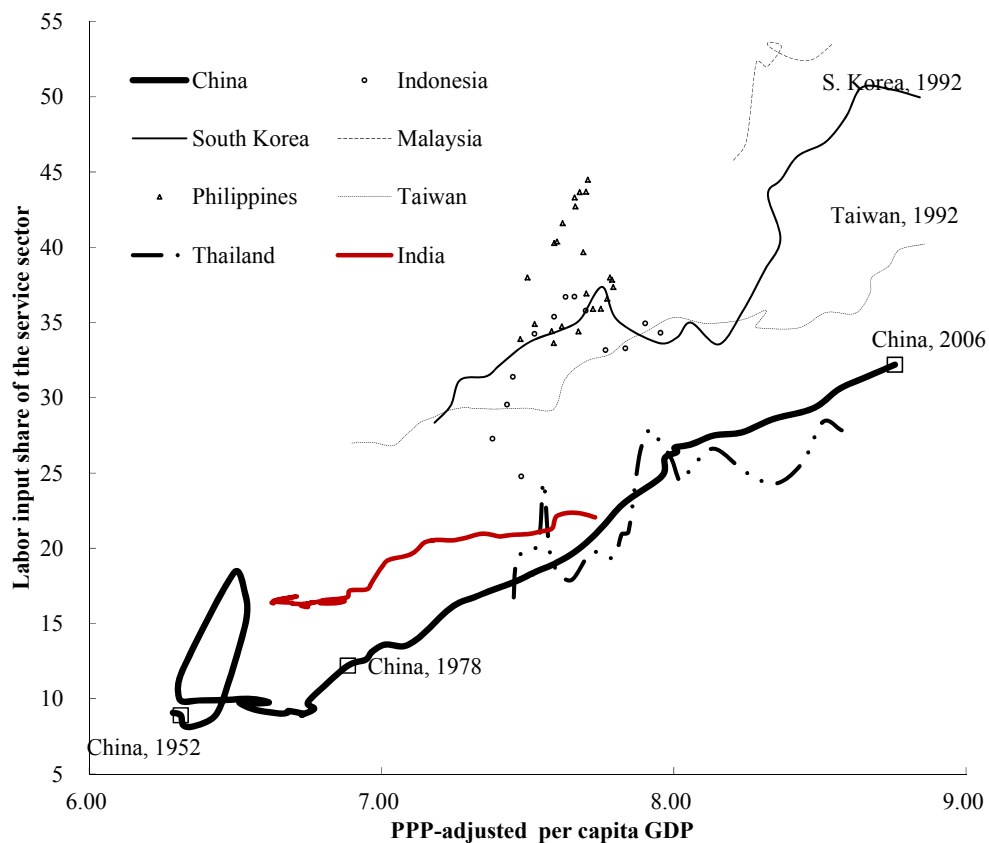 55
50
45
40
35
30
25
20
15
10
5
Labor input share of the service sector
China
Indonesia
South Korea
Malaysia
Philippines
Taiwan
Thailand
India
S. Korea, 1992
Taiwan, 1992
China, 2006
China, 1978
China, 1952
6.00 7.00 8.00 9.00
PPP-adjusted per capita GDP